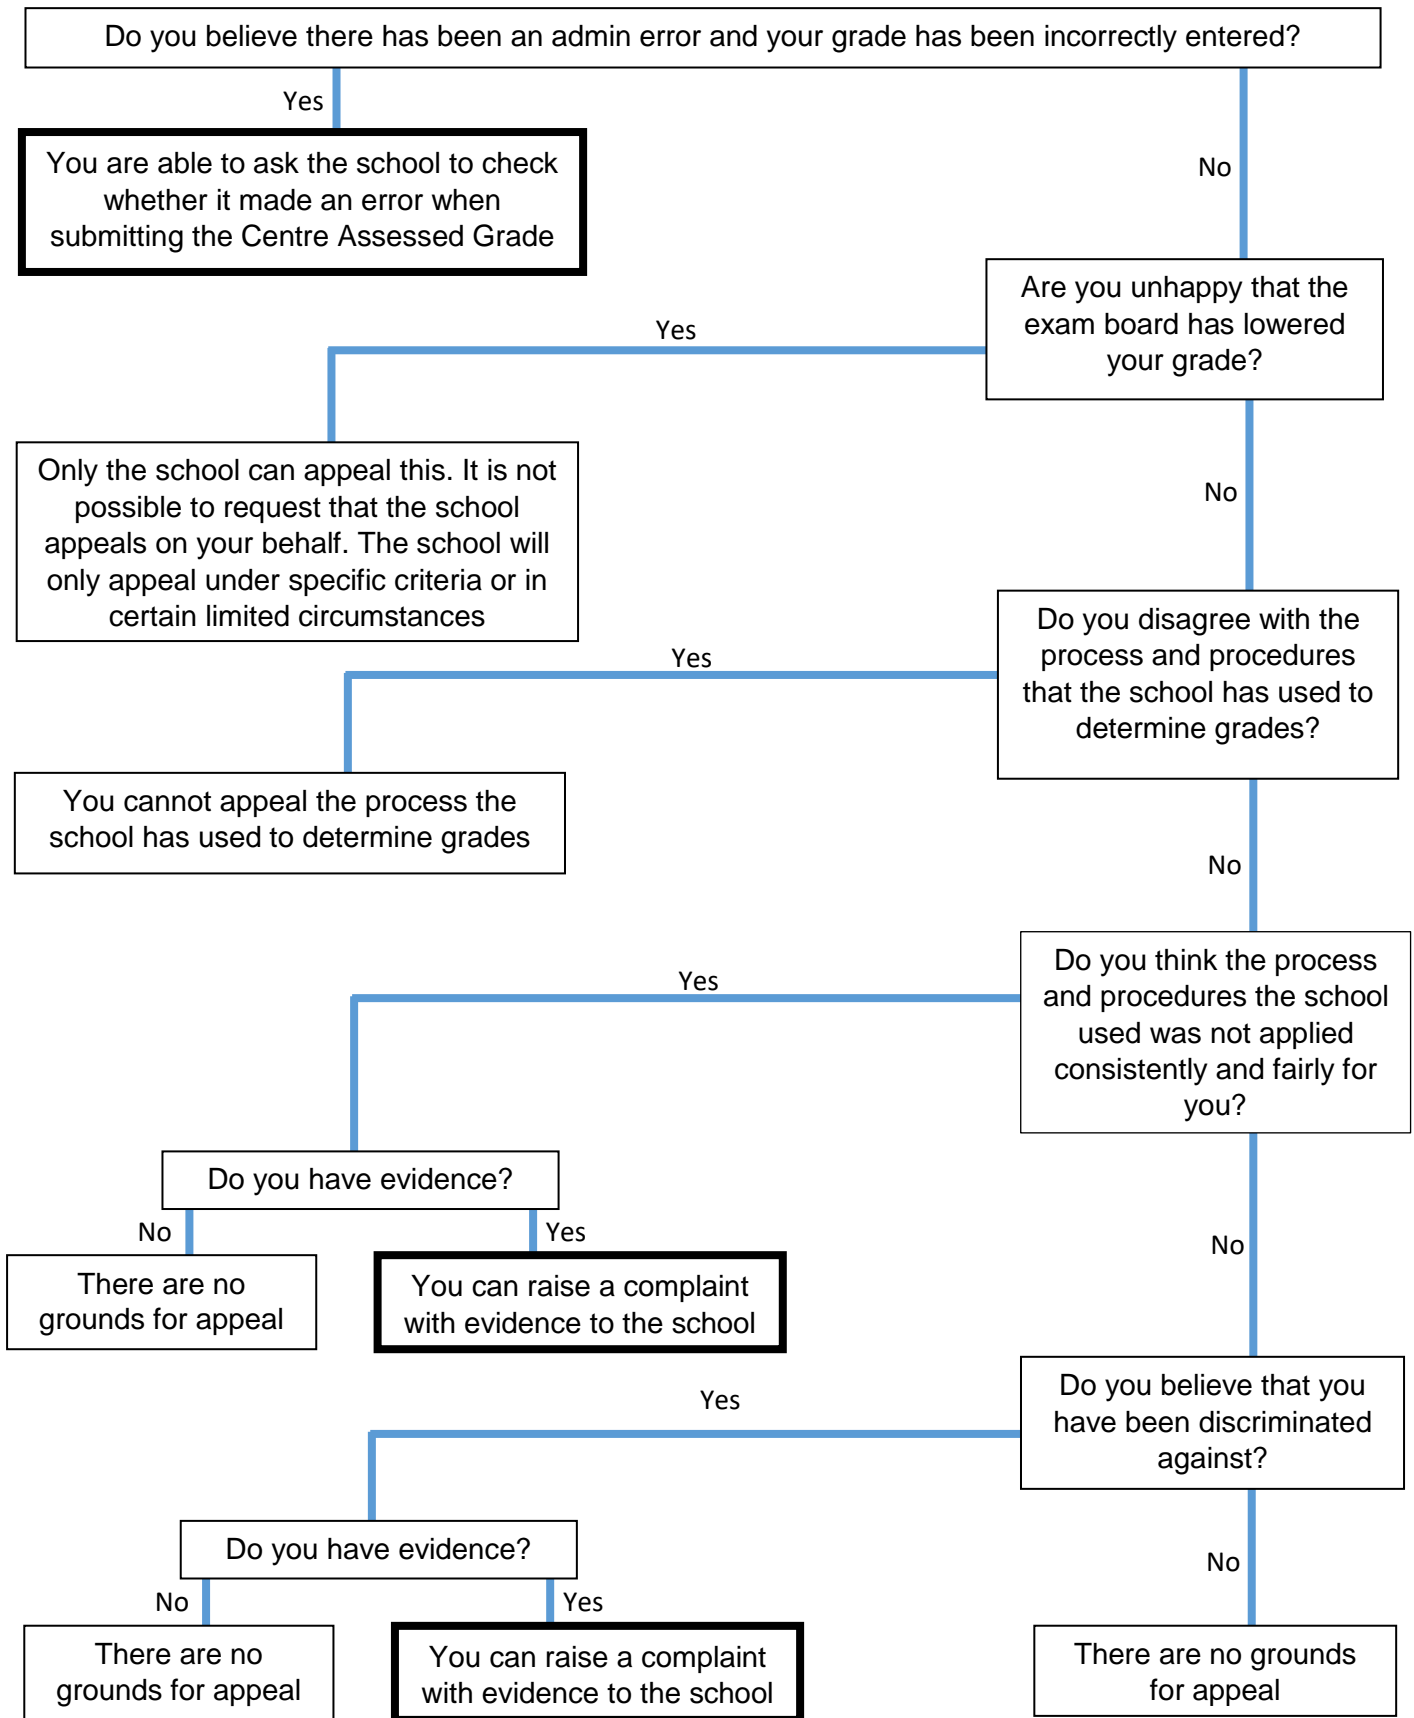 Do you believe there has been an admin error and your grade has been incorrectly entered?
Yes
No
You are able to ask the school to check
whether it made an error when
submitting the Centre Assessed Grade
Are you unhappy that the
exam board has lowered
your grade?
Yes
No
Only the school can appeal this. It is not
possible to request that the school
appeals on your behalf. The school will
only appeal under specific criteria or in
certain limited circumstances
Do you disagree with the
process and procedures
that the school has used to
determine grades?
Yes
No
You cannot appeal the process the
school has used to determine grades
Do you think the process
and procedures the school
used was not applied
consistently and fairly for
you?
Yes
No
Do you have evidence?
No
Yes
There are no
grounds for appeal
You can raise a complaint
with evidence to the school
Do you believe that you
have been discriminated
against?
Yes
No
Do you have evidence?
No
Yes
There are no
grounds for appeal
You can raise a complaint
with evidence to the school
There are no grounds
for appeal